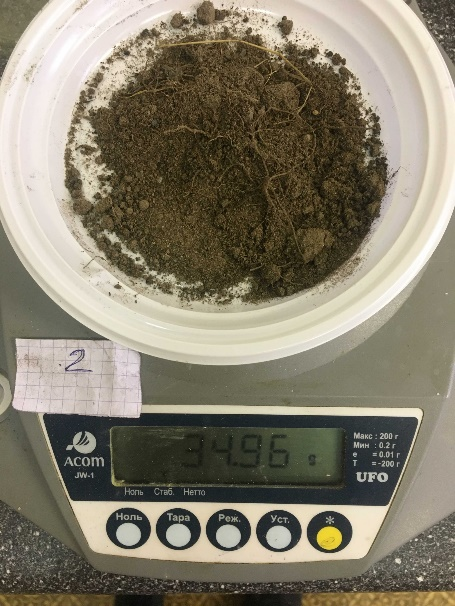 2
ACOM
JW-1
34.96 g
Макс : 200 г
Мин : 0.2 г
е = 0.01 г
Т = -200 г
UFO
Ноль Стаб. Нетто
Ноль Тара Реж. Уст. *